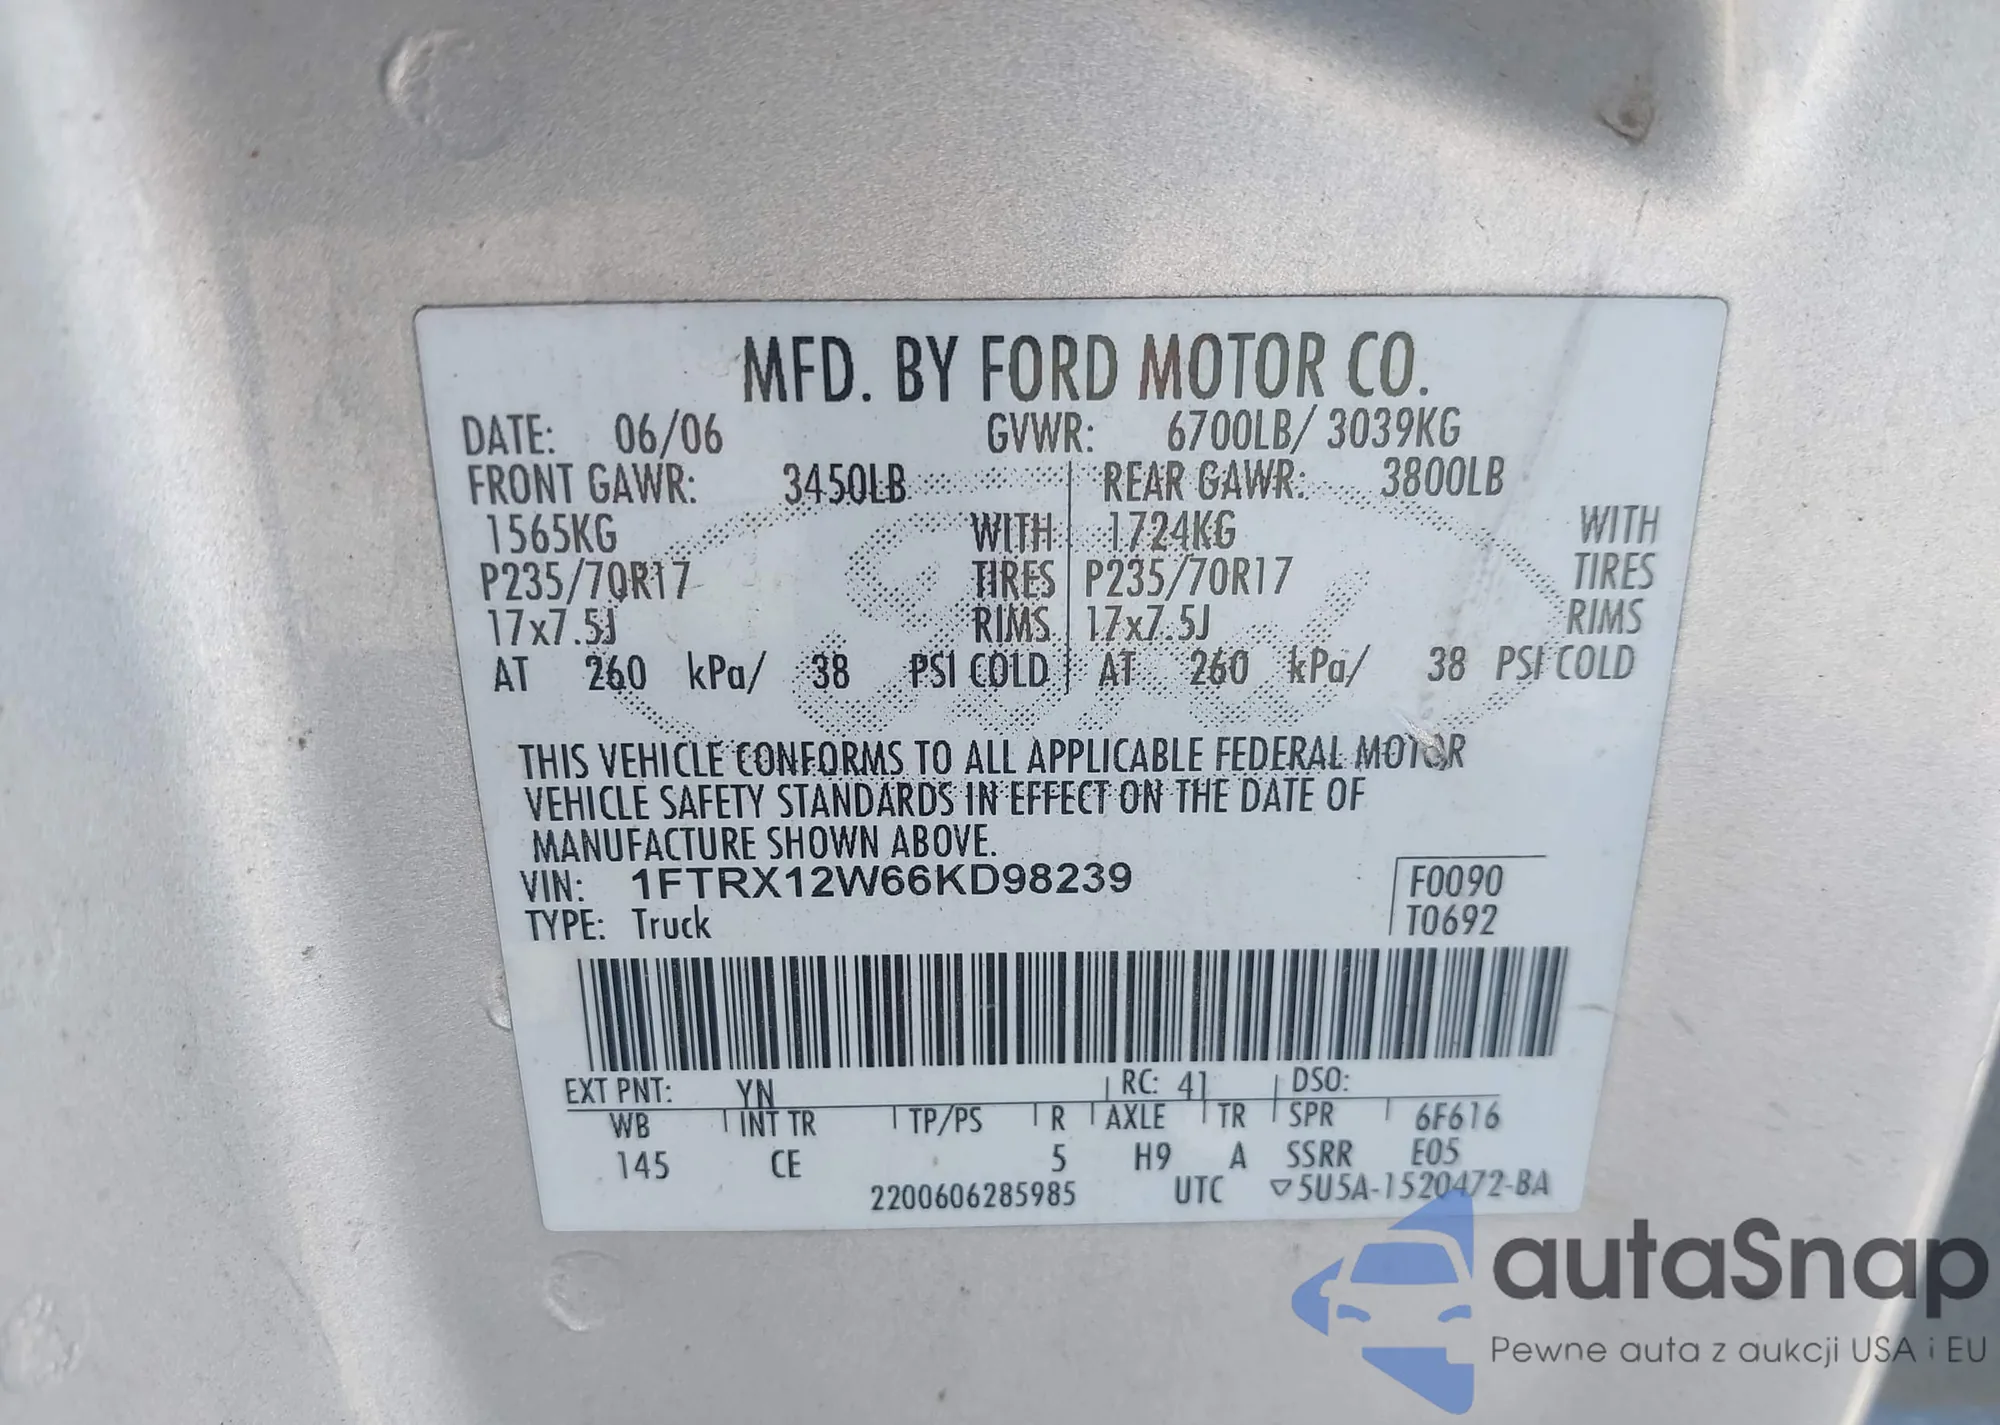 MFD. BY FORD MOTOR CO.
DATE: 06/06 GVWR: 6700LB/ 3039KG
FRONT GAWR: 3450LB REAR GAWR: 3800LB
1565KG WITH 1724KG WITH
P235/70R17 TIRES P235/70R17 TIRES
17x7.5J RIMS 17x7.5J RIMS
AT 260 kPa/ 38 PSI COLD AT 260 kPa/ 38 PSI COLD
THIS VEHICLE CONFORMS TO ALL APPLICABLE FEDERAL MOTOR
VEHICLE SAFETY STANDARDS IN EFFECT ON THE DATE OF
MANUFACTURE SHOWN ABOVE.
VIN: 1FTRX12W66KD98239 F0090
TYPE: Truck T0692
EXT PNT: YN RC: 41 DSO:
WB INT TR TP/PS R AXLE TR SPR 6F616
145 CE 5 H9 A SSRR E05
2200606285985 UTC ▽5U5A-1520472-BA
autaSnap
Pewne auta z aukcji USA i EU